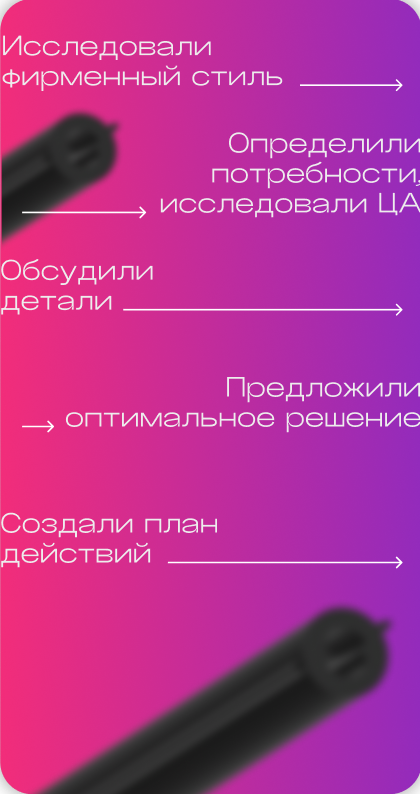 Исследовали
фирменный стиль
Определили
потребности,
исследовали ЦА
Обсудили
детали
Предложили
оптимальное решение
Создали план
действий